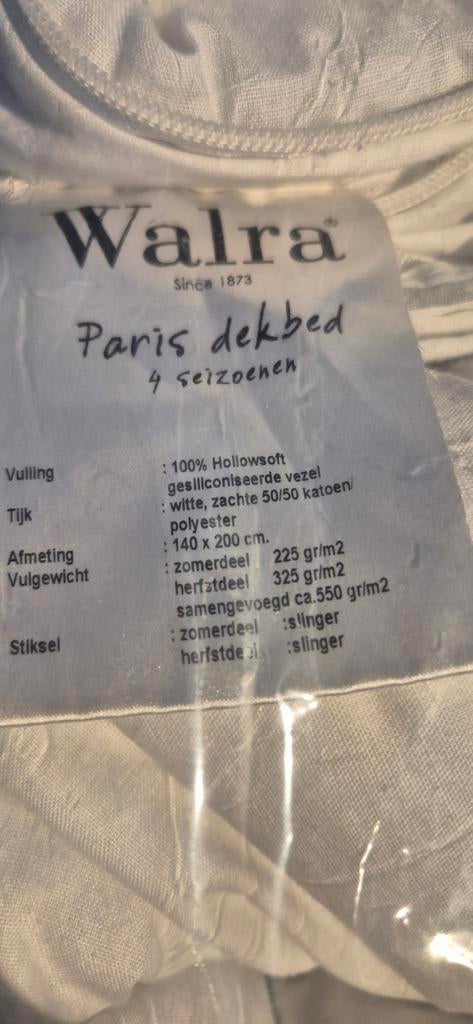 Walra®
Since 1873
Paris dekbed
4 seizoenen
Vulling : 100% Hollowsoft
gesiliconiseerde vezel
Tijk : witte, zachte 50/50 katoen/
polyester
Afmeting : 140 x 200 cm.
Vulgewicht : zomerdeel 225 gr/m2
herfstdeel 325 gr/m2
samengevoegd ca.550 gr/m2
Stiksel : zomerdeel :slinger
herfstdeel :slinger